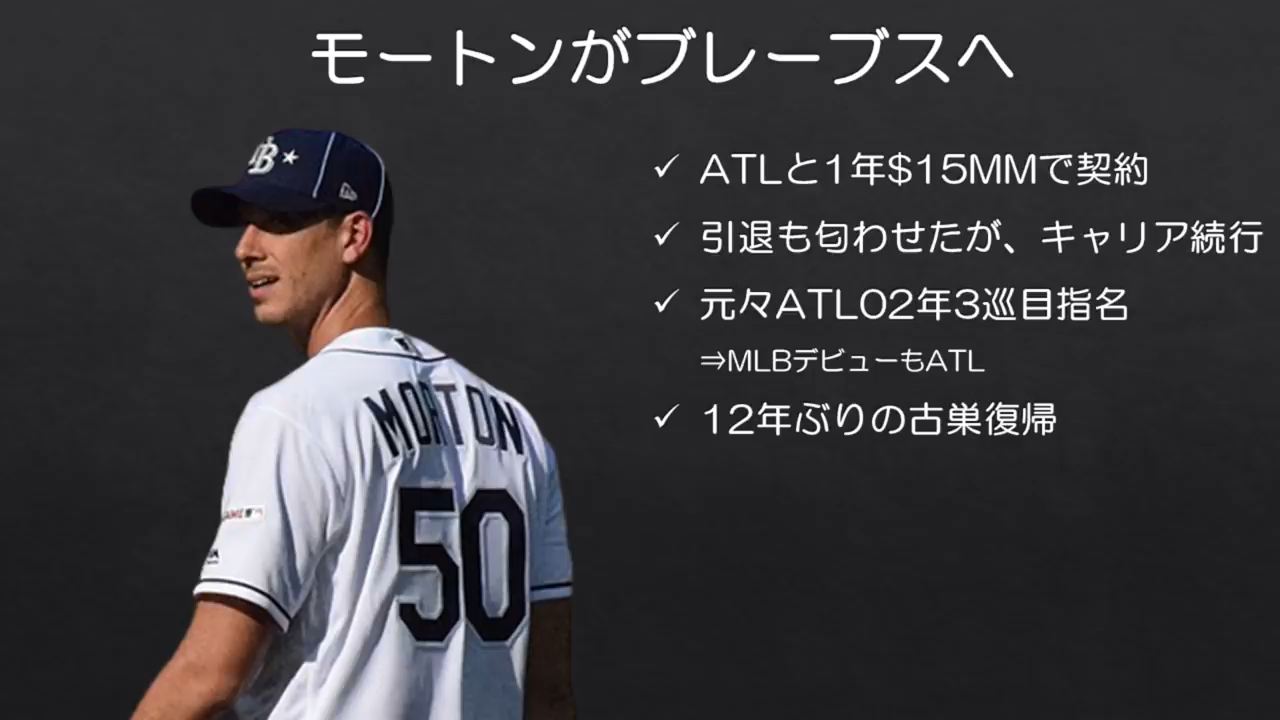 モートンがブレーブスへ
✓ ATLと1年$15MMで契約
✓ 引退も匂わせたが、キャリア続行
✓ 元々ATL02年3巡目指名
⇒MLBデビューもATL
✓ 12年ぶりの古巣復帰
TB
MORTON
50